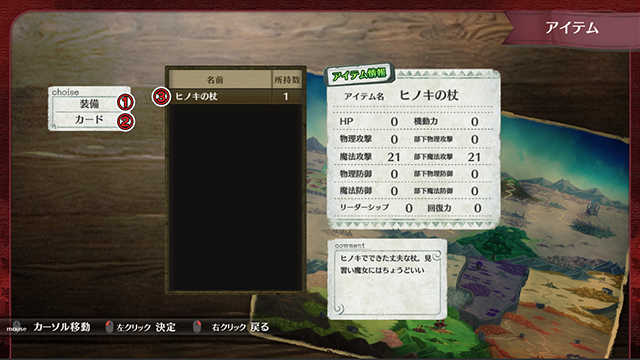 アイテム
choise
装備 ①
カード ②
名前 所持数
③ ヒノキの杖 1
アイテム情報
アイテム名 ヒノキの杖
HP 0 機動力 0
物理攻撃 0 部下物理攻撃 0
魔法攻撃 21 部下魔法攻撃 21
物理防御 0 部下物理防御 0
魔法防御 0 部下魔法防御 0
リーダーシップ 0 回復力 0
comment
ヒノキでできた丈夫な杖。見
習い魔女にはちょうどいい
mouse カーソル移動 左クリック 決定 右クリック 戻る